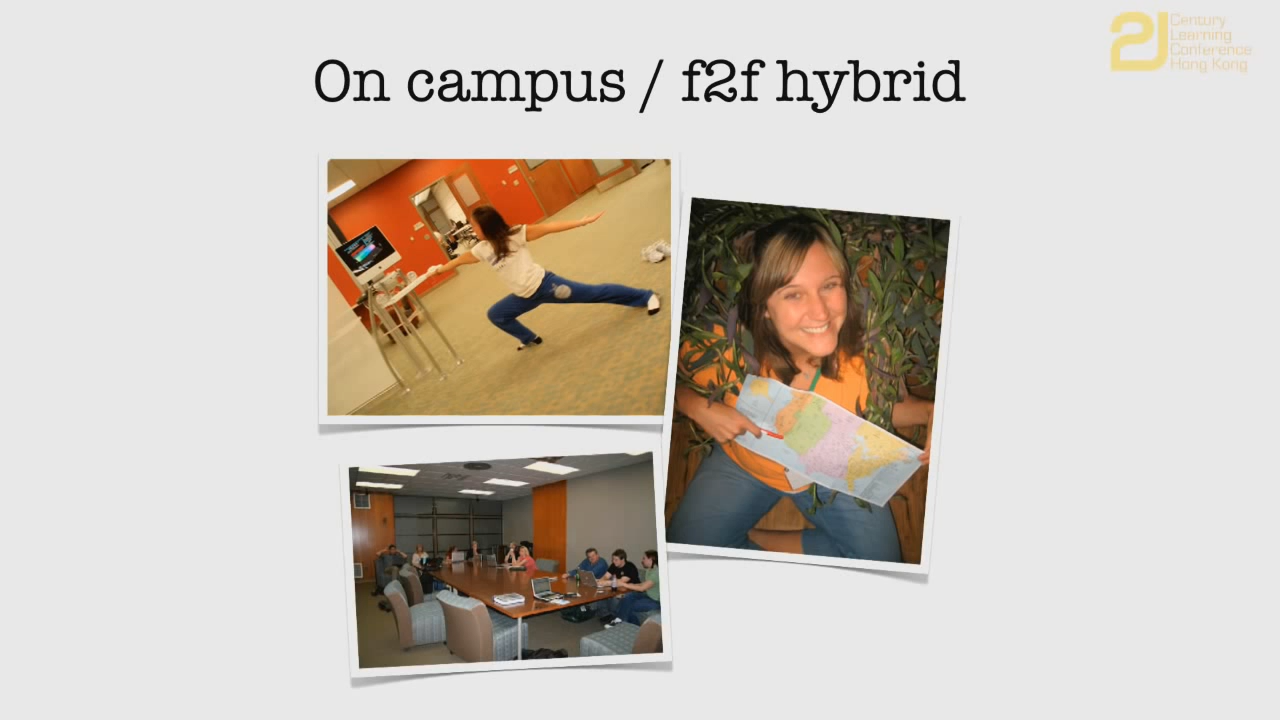 On campus / f2f hybrid
21
Century
Learning
Conference
Hong Kong